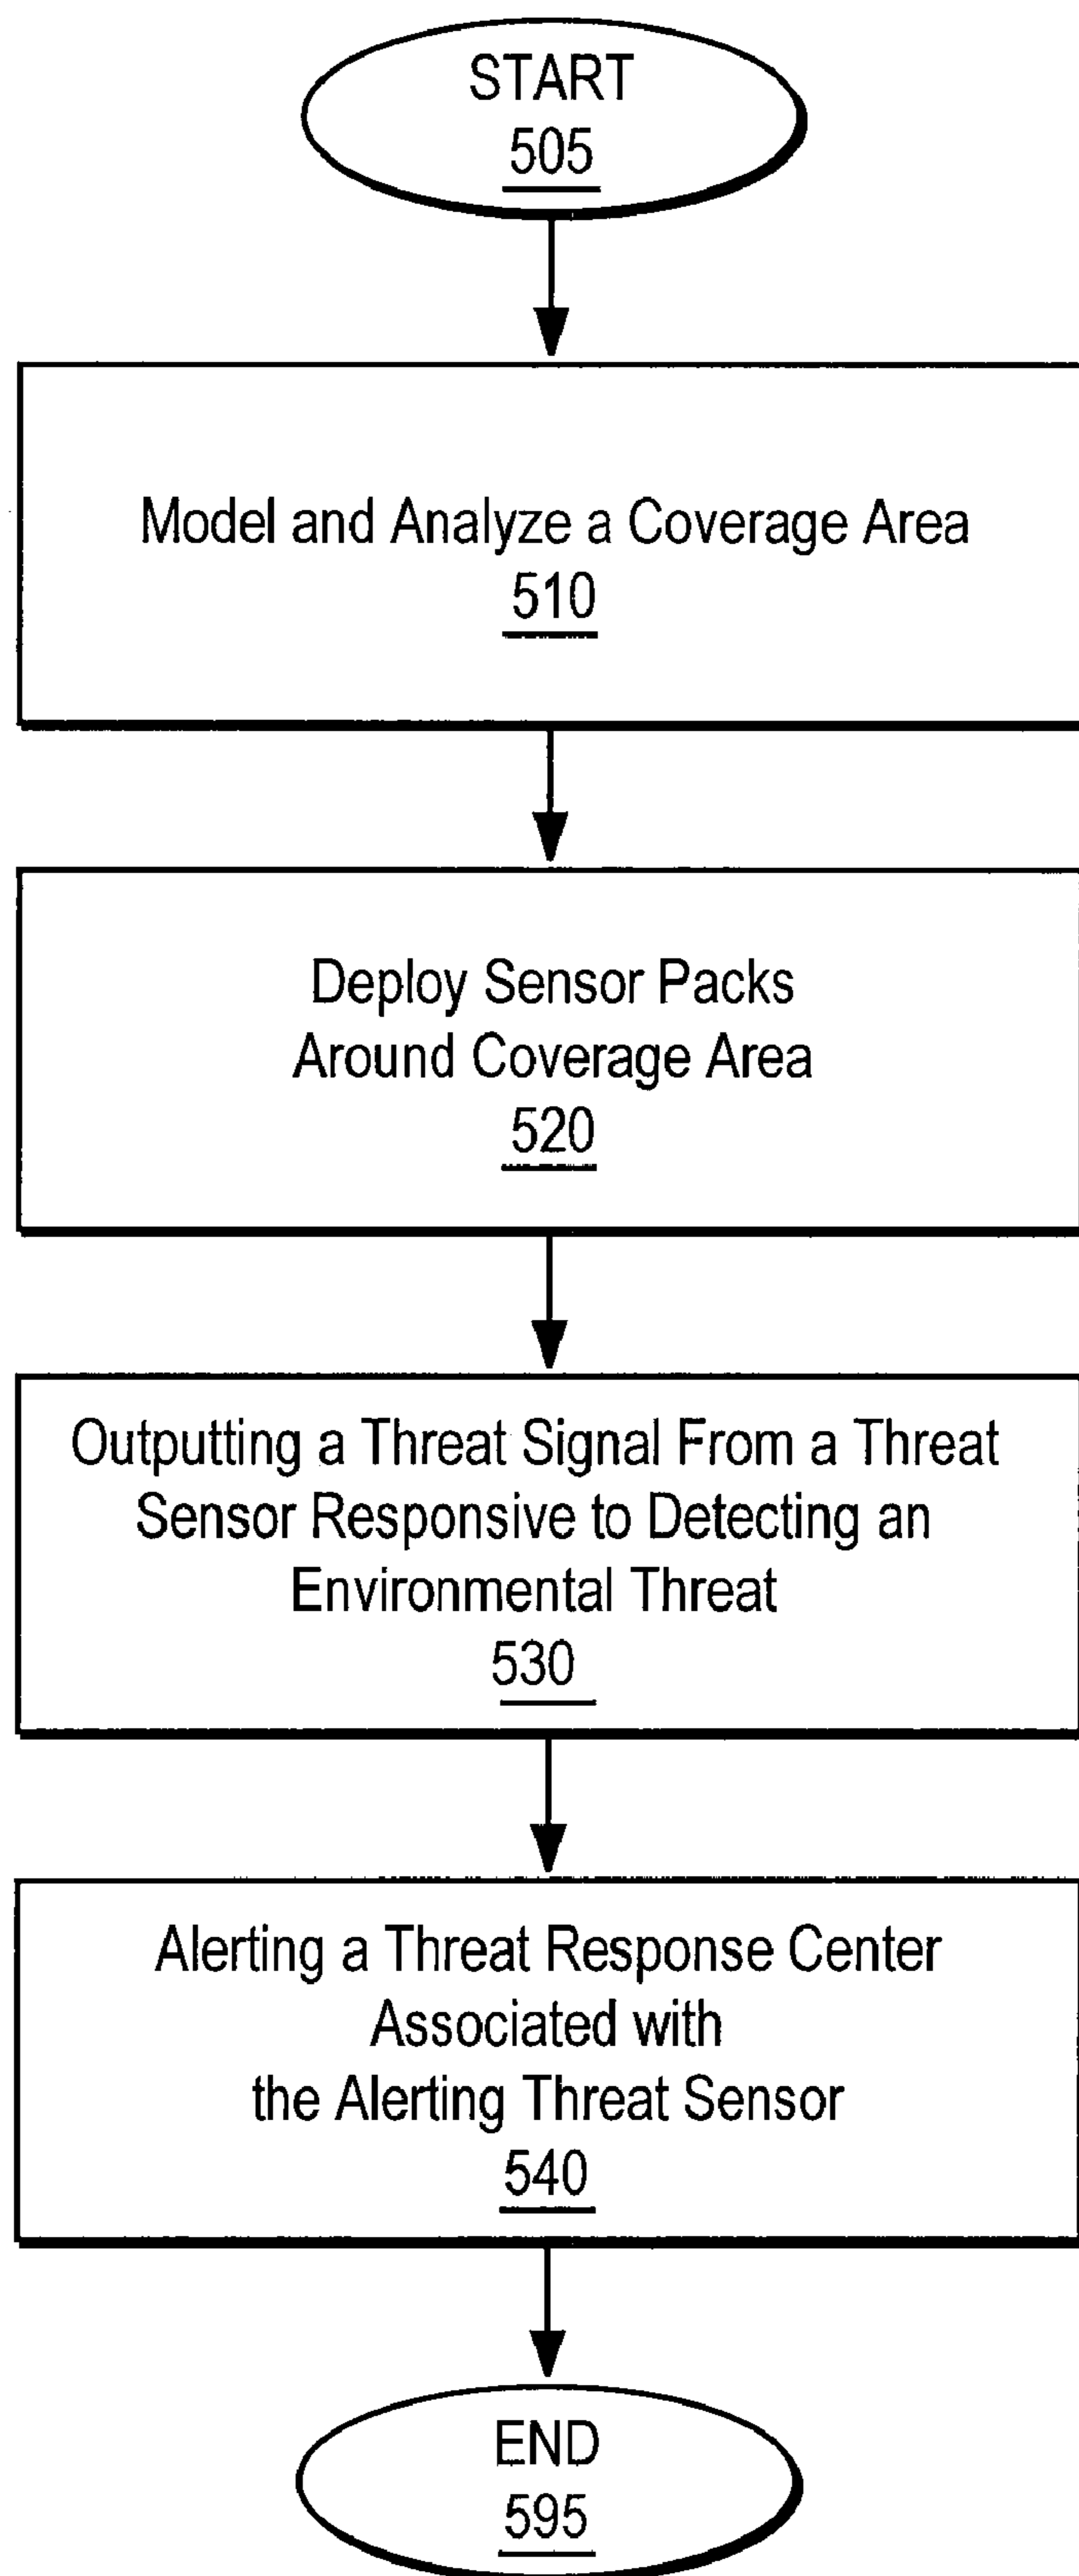 START
505
Model and Analyze a Coverage Area
510
Deploy Sensor Packs
Around Coverage Area
520
Outputting a Threat Signal From a Threat
Sensor Responsive to Detecting an
Environmental Threat
530
Alerting a Threat Response Center
Associated with
the Alerting Threat Sensor
540
END
595